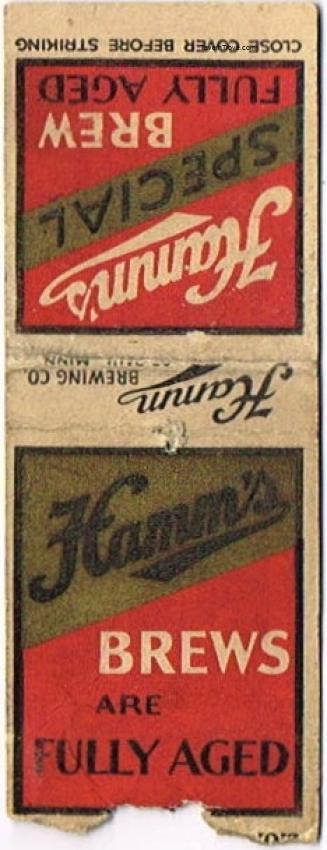 CLOSE COVER BEFORE STRIKING
Hamm's
SPECIAL
BREW
FULLY AGED
Hamm
BREWING CO.
ST. PAUL, MINN.
Hamm's
BREWS
ARE
FULLY AGED